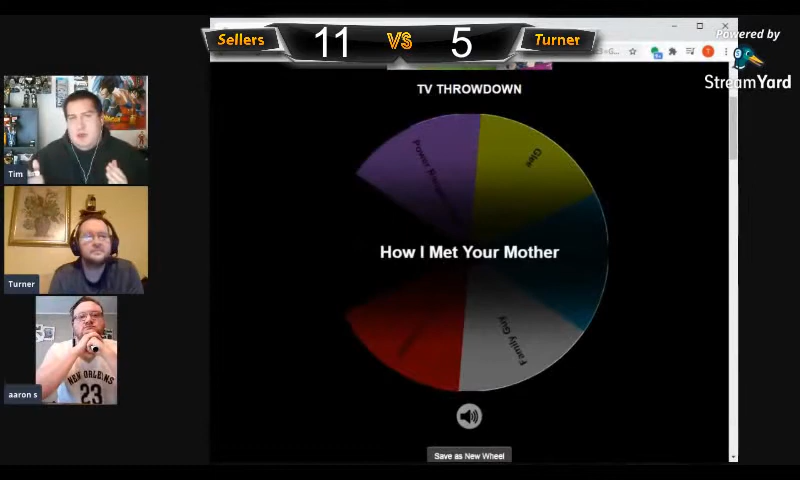 Sellers 11 VS 5 Turner
Powered by
StreamYard
TV THROWDOWN
Glee
How I Met Your Mother
Family Guy
Tim
Turner
aaron s
NEW ORLEANS
23
Save as New Wheel